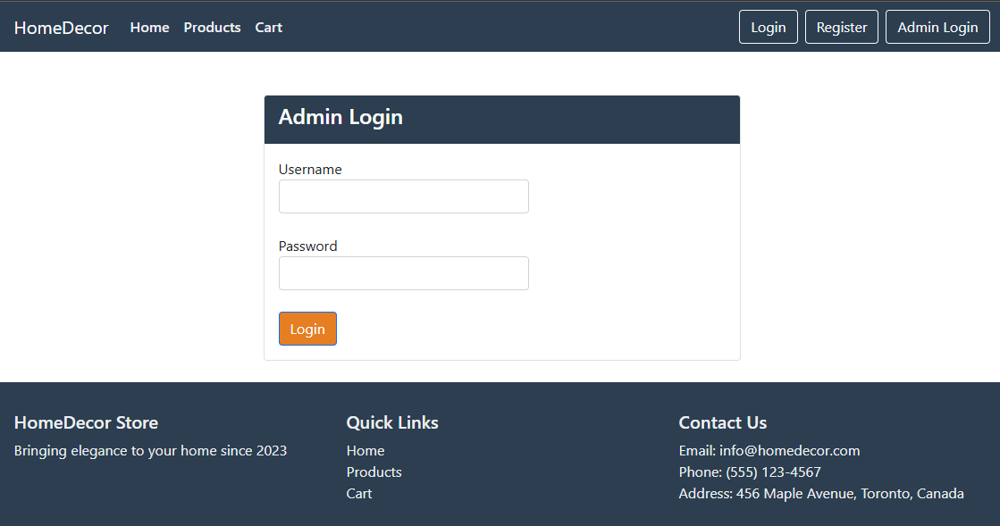 HomeDecor Home Products Cart Login Register Admin Login
Admin Login
Username
Password
Login
HomeDecor Store
Bringing elegance to your home since 2023
Quick Links
Home
Products
Cart
Contact Us
Email: info@homedecor.com
Phone: (555) 123-4567
Address: 456 Maple Avenue, Toronto, Canada